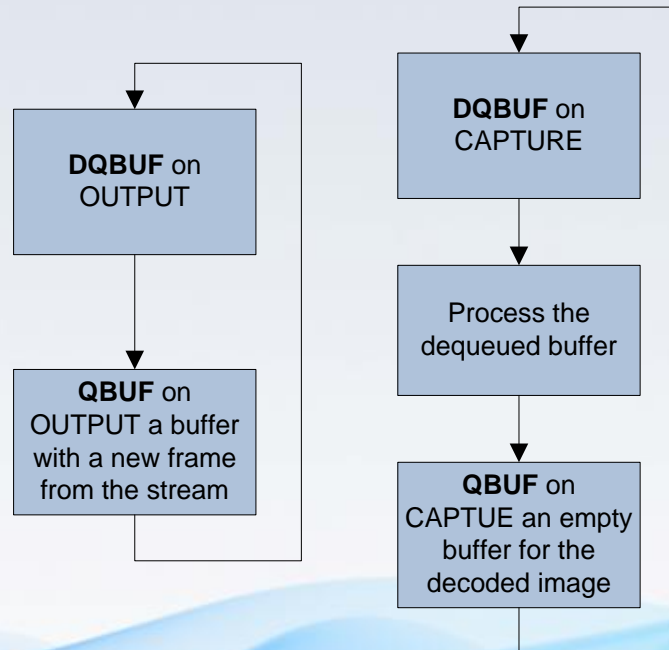 DQBUF on
OUTPUT
QBUF on
OUTPUT a buffer
with a new frame
from the stream
DQBUF on
CAPTURE
Process the
dequeued buffer
QBUF on
CAPTUE an empty
buffer for the
decoded image